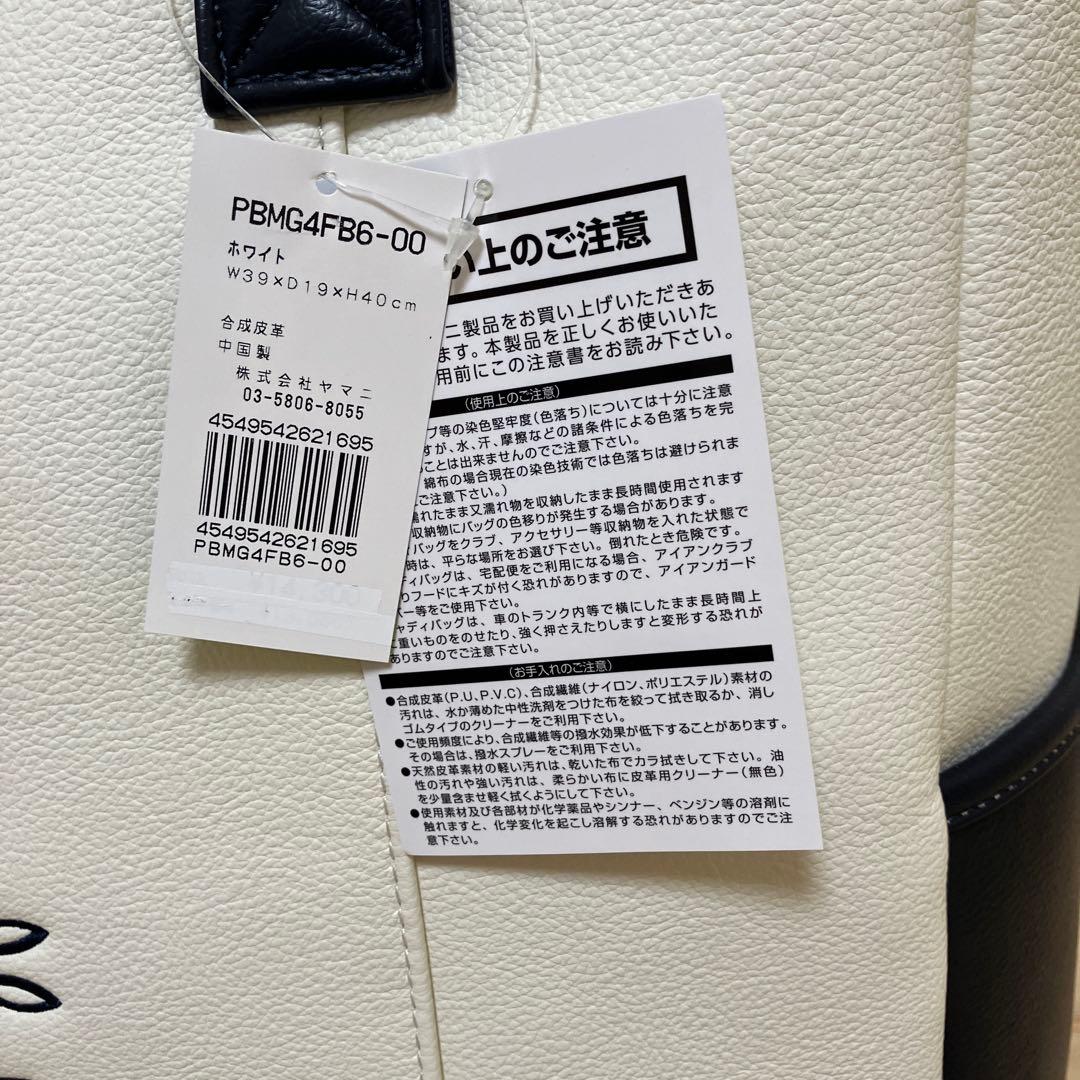 PBMG4FB6-00
ホワイト
W39×D19×H40cm
合成皮革
中国製
株式会社ヤマニ
03-5806-8055
4549542621695
4549542621695
PBMG4FB6-00
い上のご注意
ニ製品をお買い上げいただきあ
ます。本製品を正しくお使いいた
用前にこの注意書をお読み下さい。
(使用上のご注意)
ブ等の染色堅牢度(色落ち)については十分に注意
すが、水、汗、摩擦などの諸条件による色落ちを完
ることは出来ませんのでご注意下さい。
綿布の場合現在の染色技術では色落ちは避けられま
ご注意下さい。)
濡れたまま又濡れ物を収納したまま長時間使用されます
収納物にバッグの色移りが発生する場合があります。
バッグをクラブ、アクセサリー等収納物を入れた状態で
時は、平らな場所をお選び下さい。倒れたとき危険です。
ディバッグは、宅配便をご利用になる場合、アイアンクラブ
りフードにキズが付く恐れがありますので、アイアンガード
バー等をご使用下さい。
ャディバッグは、車のトランク内等で横にしたまま長時間上
に重いものをのせたり、強く押さえたりしますと変形する恐れが
ありますのでご注意下さい。
(お手入れのご注意)
●合成皮革(P.U,P.V.C)、合成繊維(ナイロン、ポリエステル)素材の
汚れは、水か薄めた中性洗剤をつけた布を絞って拭き取るか、消し
ゴムタイプのクリーナーをご利用下さい。
●ご使用頻度により、合成繊維等の撥水効果が低下することがあります。
その場合は、撥水スプレーをご利用下さい。
●天然皮革素材の軽い汚れは、乾いた布でカラ拭きして下さい。油
性の汚れや強い汚れは、柔らかい布に皮革用クリーナー(無色)
を少量含ませ軽く拭くようにして下さい。
●使用素材及び各部材が化学薬品やシンナー、ベンジン等の溶剤に
触れますと、化学変化を起こし溶解する恐れがありますのでご注
意下さい。